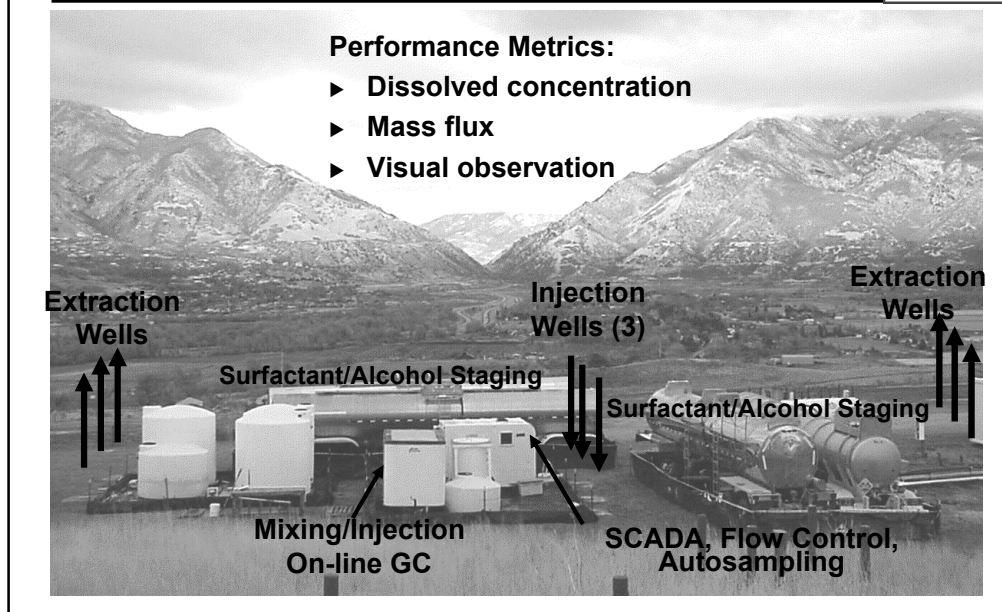 Performance Metrics:
▶ Dissolved concentration
▶ Mass flux
▶ Visual observation
Extraction
Wells
Injection
Wells (3)
Extraction
Wells
Surfactant/Alcohol Staging
Surfactant/Alcohol Staging
Mixing/Injection
On-line GC
SCADA, Flow Control,
Autosampling